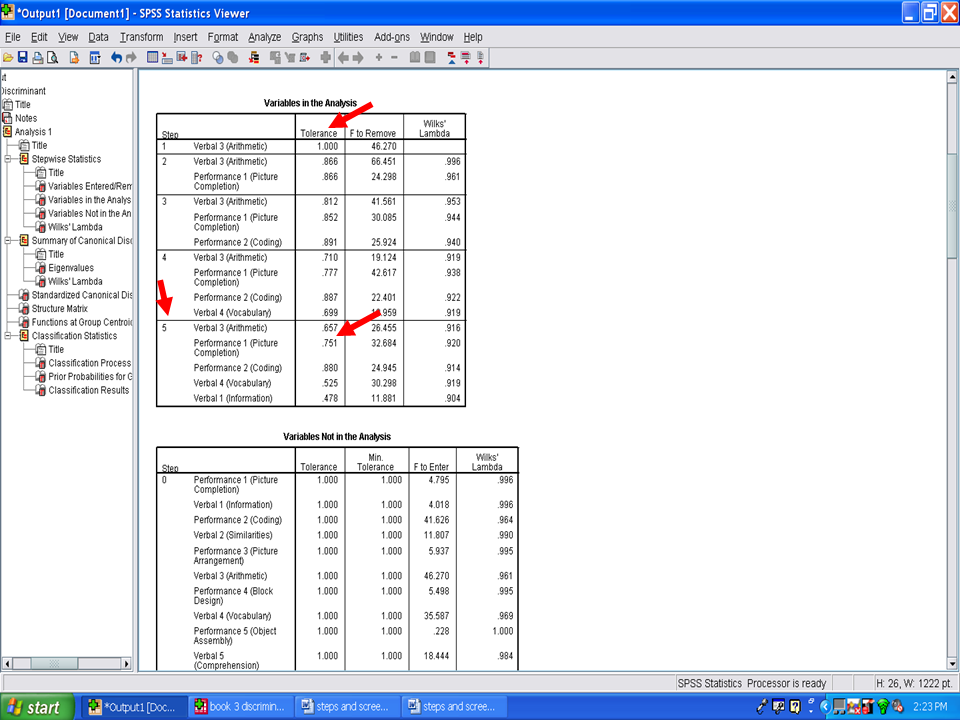 *Output1 [Document1] - SPSS Statistics Viewer
File Edit View Data Transform Insert Format Analyze Graphs Utilities Add-ons Window Help
ut
Discriminant
Title
Notes
Analysis 1
Title
Stepwise Statistics
Title
Variables Entered/Rem
Variables in the Analys
Variables Not in the An
Wilks' Lambda
Summary of Canonical Disc
Title
Eigenvalues
Wilks' Lambda
Standardized Canonical Dis
Structure Matrix
Functions at Group Centroid
Classification Statistics
Title
Classification Process
Prior Probabilities for G
Classification Results
Variables in the Analysis
Step Tolerance F to Remove Wilks' Lambda
1 Verbal 3 (Arithmetic) 1.000 46.270
2 Verbal 3 (Arithmetic) .866 66.451 .996
Performance 1 (Picture Completion) .866 24.298 .961
3 Verbal 3 (Arithmetic) .812 41.561 .953
Performance 1 (Picture Completion) .852 30.085 .944
Performance 2 (Coding) .891 25.924 .940
4 Verbal 3 (Arithmetic) .710 19.124 .919
Performance 1 (Picture Completion) .777 42.617 .938
Performance 2 (Coding) .887 22.401 .922
Verbal 4 (Vocabulary) .699 .919
5 Verbal 3 (Arithmetic) .657 26.455 .916
Performance 1 (Picture Completion) .751 32.684 .920
Performance 2 (Coding) .880 24.945 .914
Verbal 4 (Vocabulary) .525 30.298 .919
Verbal 1 (Information) .478 11.881 .904
Variables Not in the Analysis
Step Tolerance Min. Tolerance F to Enter Wilks' Lambda
0 Performance 1 (Picture Completion) 1.000 1.000 4.795 .996
Verbal 1 (Information) 1.000 1.000 4.018 .996
Performance 2 (Coding) 1.000 1.000 41.626 .964
Verbal 2 (Similarities) 1.000 1.000 11.807 .990
Performance 3 (Picture Arrangement) 1.000 1.000 5.937 .995
Verbal 3 (Arithmetic) 1.000 1.000 46.270 .961
Performance 4 (Block Design) 1.000 1.000 5.498 .995
Verbal 4 (Vocabulary) 1.000 1.000 35.587 .969
Performance 5 (Object Assembly) 1.000 1.000 .228 1.000
Verbal 5 (Comprehension) 1.000 1.000 18.444 .984
SPSS Statistics Processor is ready H: 26, W: 1222 pt.
start *Output1 [Doc... book 3 discrimin... steps and scree... steps and scree... 2:23 PM